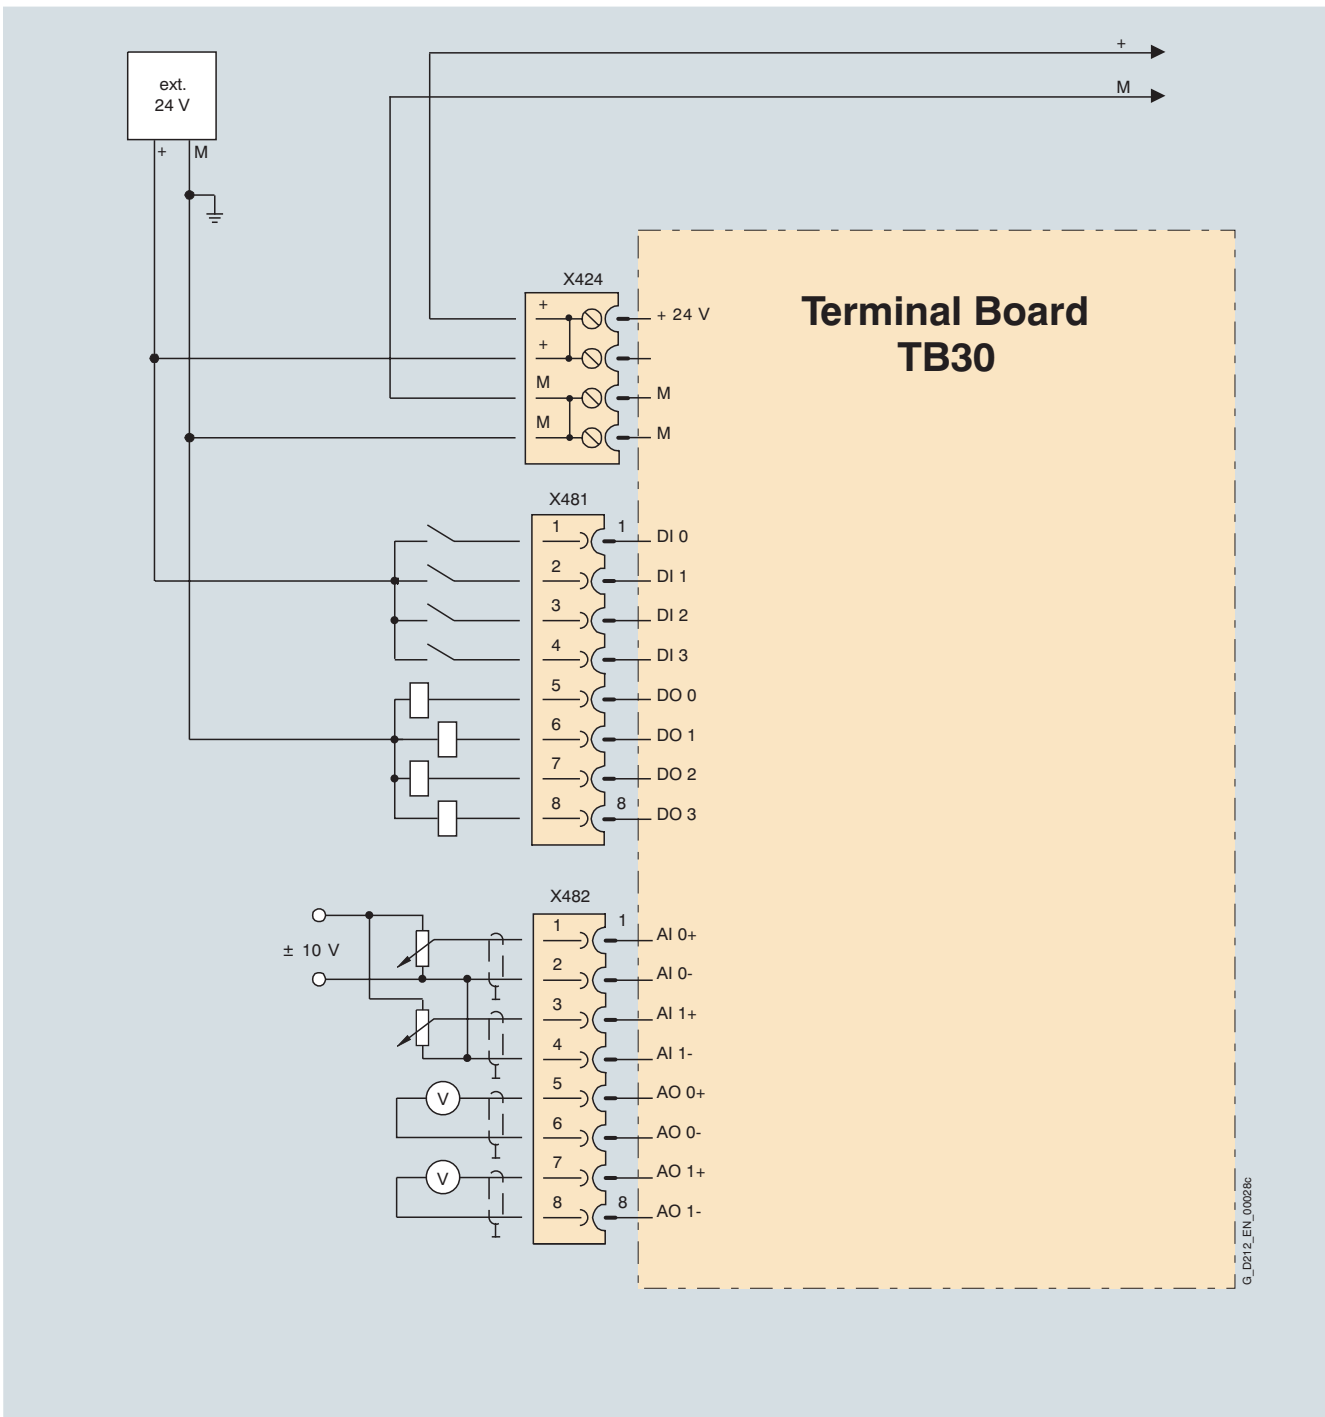 +
M
ext.
24 V
+
M
X424
+
+ 24 V
+
M
M
M
M
Terminal Board
TB30
X481
1
1
DI 0
2
DI 1
3
DI 2
4
DI 3
5
DO 0
6
DO 1
7
DO 2
8
8
DO 3
X482
1
1
AI 0+
± 10 V
2
AI 0-
3
AI 1+
4
AI 1-
V
5
AO 0+
6
AO 0-
V
7
AO 1+
8
8
AO 1-
G_D212_EN_00028c